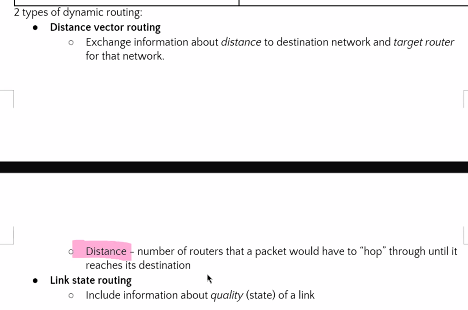 2 types of dynamic routing:
● Distance vector routing
○ Exchange information about distance to destination network and target router
for that network.
○ Distance – number of routers that a packet would have to "hop" through until it
reaches its destination
● Link state routing
○ Include information about quality (state) of a link